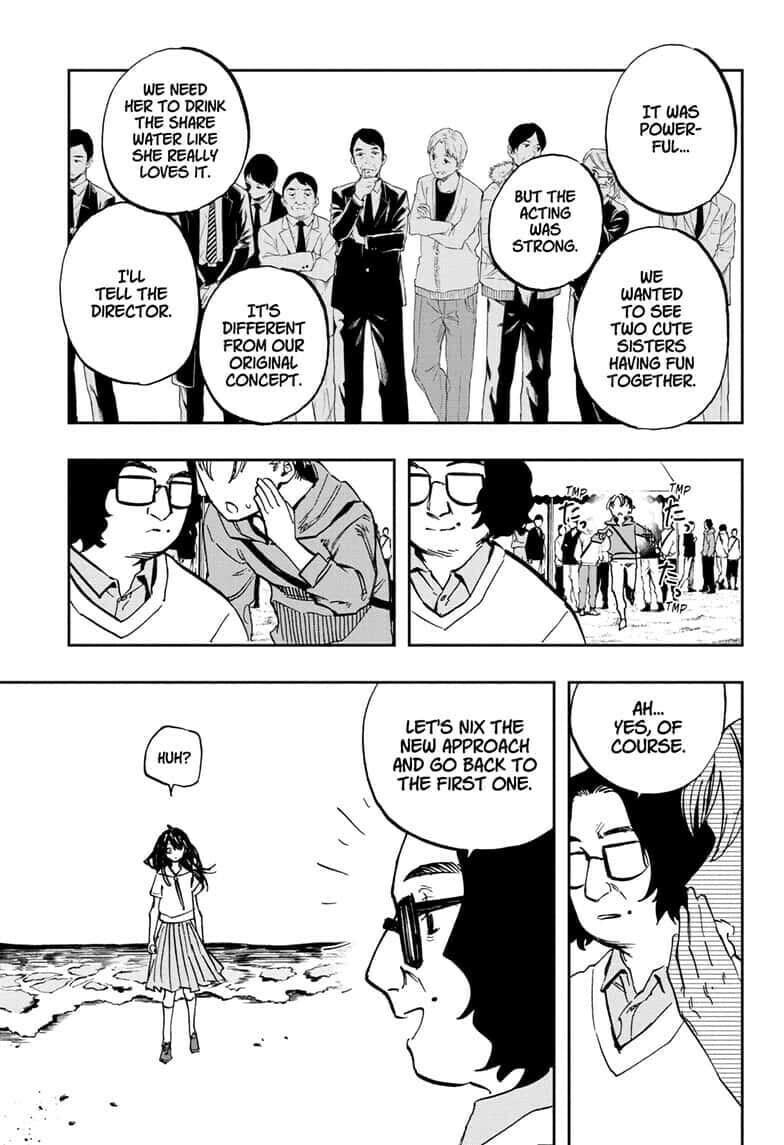 IT WAS
POWER-
FUL...
BUT THE
ACTING
WAS
STRONG.
WE
WANTED
TO SEE
TWO CUTE
SISTERS
HAVING FUN
TOGETHER.
WE NEED
HER TO DRINK
THE SHARE
WATER LIKE
SHE REALLY
LOVES IT.
IT'S
DIFFERENT
FROM OUR
ORIGINAL
CONCEPT.
I'LL
TELL THE
DIRECTOR.
TMP
TMP
TMP
AH...
YES, OF
COURSE.
LET'S NIX THE
NEW APPROACH
AND GO BACK TO
THE FIRST ONE.
HUH?